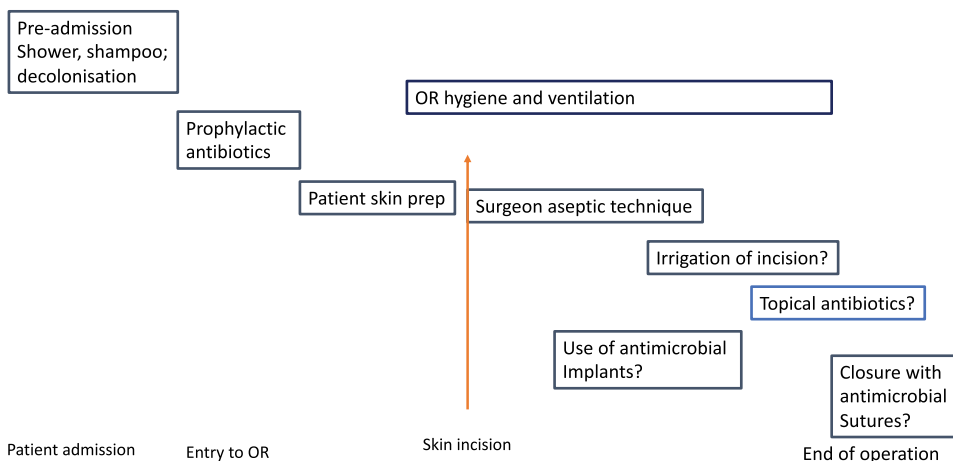 Pre-admission
Shower, shampoo;
decolonisation
OR hygiene and ventilation
Prophylactic
antibiotics
Patient skin prep
Surgeon aseptic technique
Irrigation of incision?
Topical antibiotics?
Use of antimicrobial
Implants?
Closure with
antimicrobial
Sutures?
Patient admission
Entry to OR
Skin incision
End of operation